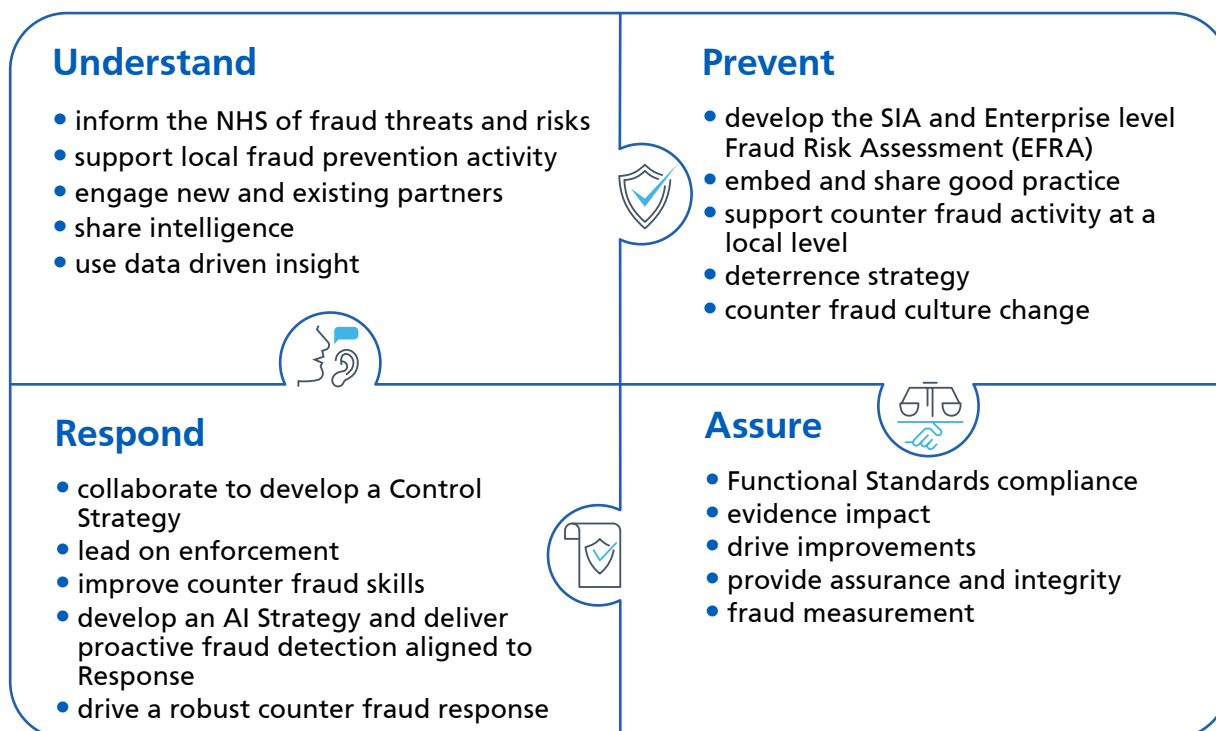 Understand
• inform the NHS of fraud threats and risks
• support local fraud prevention activity
• engage new and existing partners
• share intelligence
• use data driven insight
Prevent
• develop the SIA and Enterprise level
Fraud Risk Assessment (EFRA)
• embed and share good practice
• support counter fraud activity at a
local level
• deterrence strategy
• counter fraud culture change
Respond
• collaborate to develop a Control
Strategy
• lead on enforcement
• improve counter fraud skills
• develop an AI Strategy and deliver
proactive fraud detection aligned to
Response
• drive a robust counter fraud response
Assure
• Functional Standards compliance
• evidence impact
• drive improvements
• provide assurance and integrity
• fraud measurement